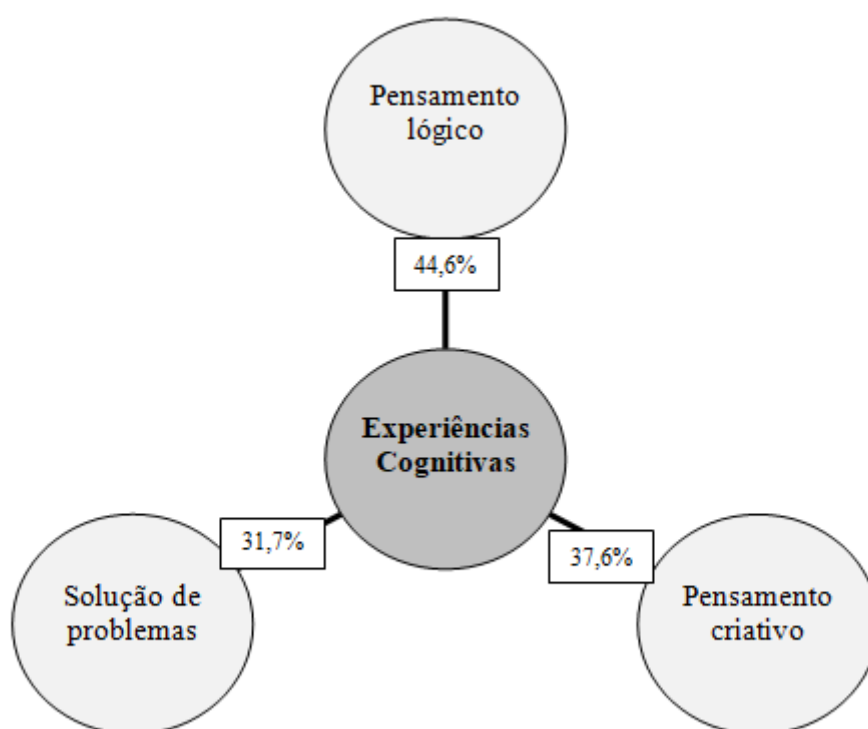 Pensamento
lógico
44,6%
Experiências
Cognitivas
31,7%
37,6%
Solução de
problemas
Pensamento
criativo